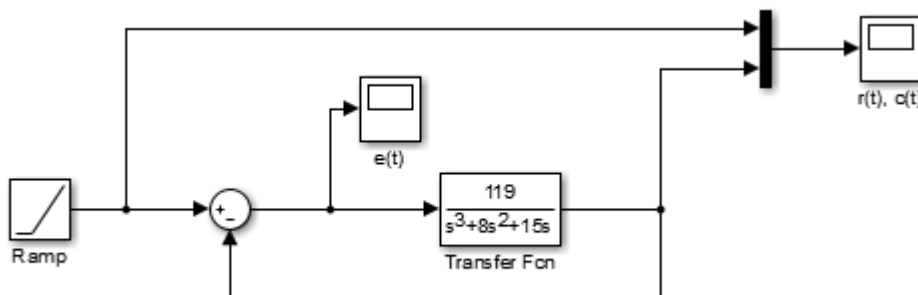 r(t), c(t)
e(t)
+
-
119
s³+8s²+15s
Ramp
Transfer Fcn